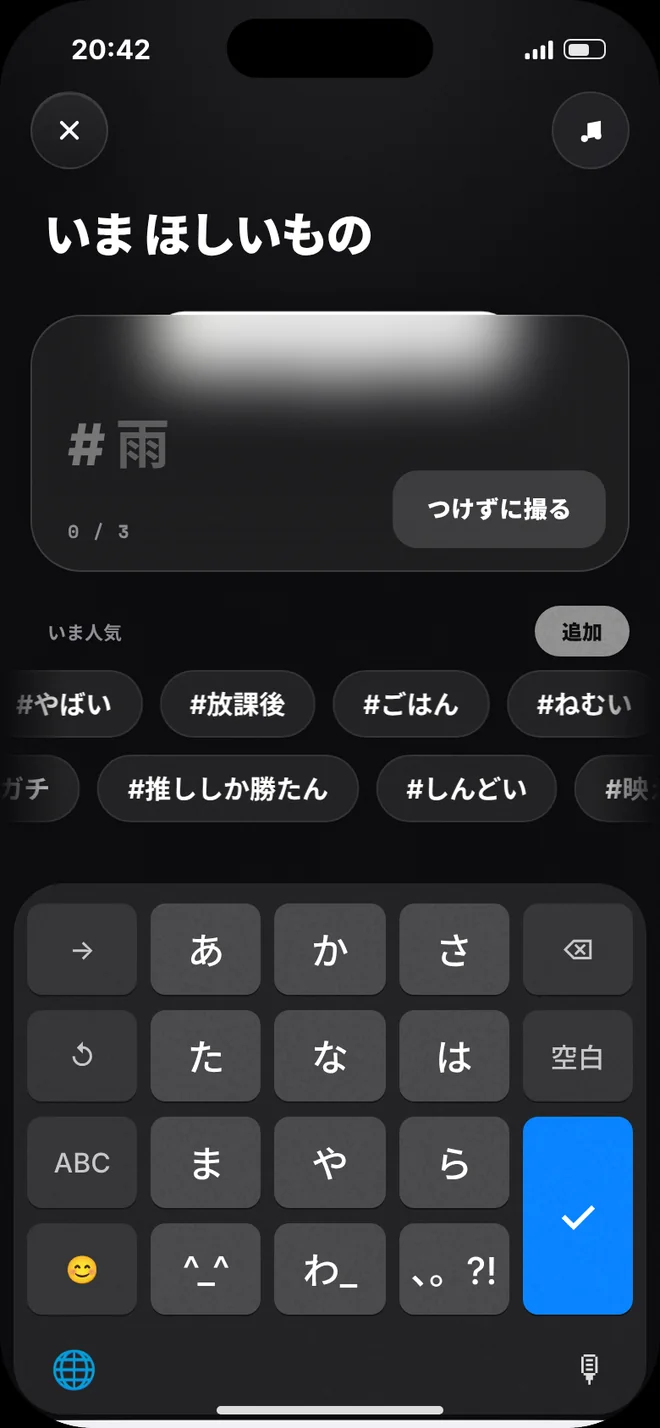 20:42
いま ほしいもの
# 雨
つけずに撮る
0 / 3
いま人気
追加
#やばい #放課後 #ごはん #ねむい
ガチ #推ししか勝たん #しんどい #映
→ あ か さ
た な は 空白
ABC ま や ら
^_^ わ_ 、。?!